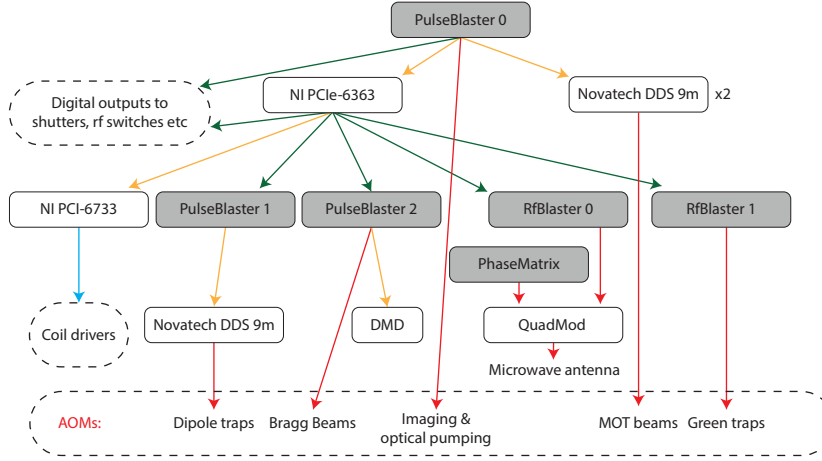 PulseBlaster 0
Digital outputs to
shutters, rf switches etc
NI PCIe-6363
Novatech DDS 9m
x2
NI PCI-6733
PulseBlaster 1
PulseBlaster 2
RfBlaster 0
RfBlaster 1
PhaseMatrix
Coil drivers
Novatech DDS 9m
DMD
QuadMod
Microwave antenna
AOMs:
Dipole traps
Bragg Beams
Imaging &
optical pumping
MOT beams
Green traps